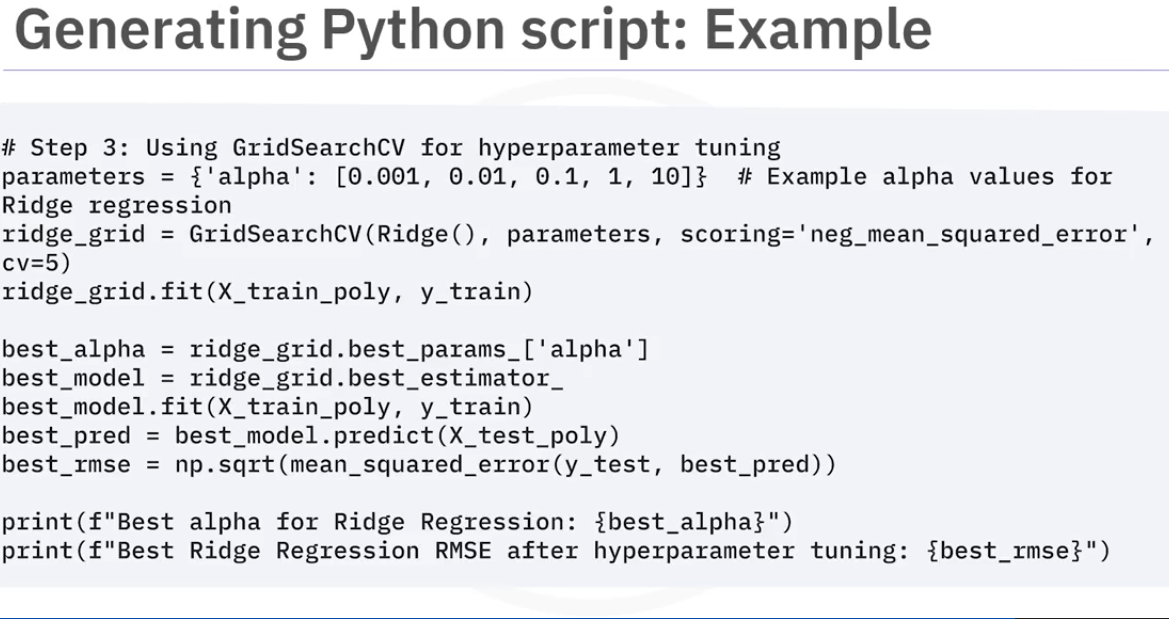 Generating Python script: Example
# Step 3: Using GridSearchCV for hyperparameter tuning
parameters = {'alpha': [0.001, 0.01, 0.1, 1, 10]}  # Example alpha values for
Ridge regression
ridge_grid = GridSearchCV(Ridge(), parameters, scoring='neg_mean_squared_error',
cv=5)
ridge_grid.fit(X_train_poly, y_train)
best_alpha = ridge_grid.best_params_['alpha']
best_model = ridge_grid.best_estimator_
best_model.fit(X_train_poly, y_train)
best_pred = best_model.predict(X_test_poly)
best_rmse = np.sqrt(mean_squared_error(y_test, best_pred))
print(f"Best alpha for Ridge Regression: {best_alpha}")
print(f"Best Ridge Regression RMSE after hyperparameter tuning: {best_rmse}")